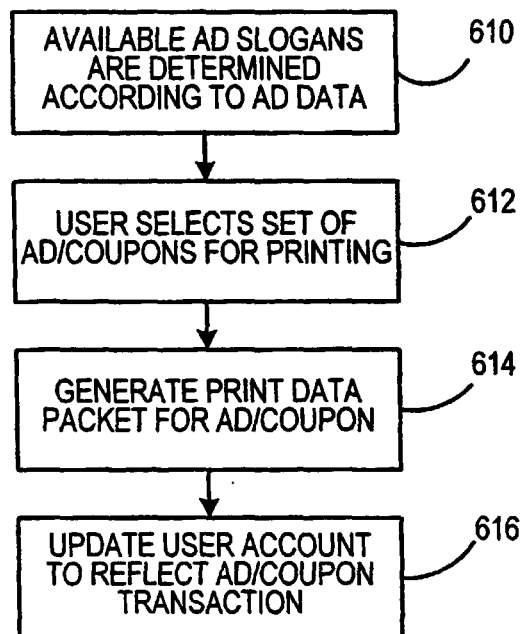 AVAILABLE AD SLOGANS
ARE DETERMINED
ACCORDING TO AD DATA
610
USER SELECTS SET OF
AD/COUPONS FOR PRINTING
612
GENERATE PRINT DATA
PACKET FOR AD/COUPON
614
UPDATE USER ACCOUNT
TO REFLECT AD/COUPON
TRANSACTION
616